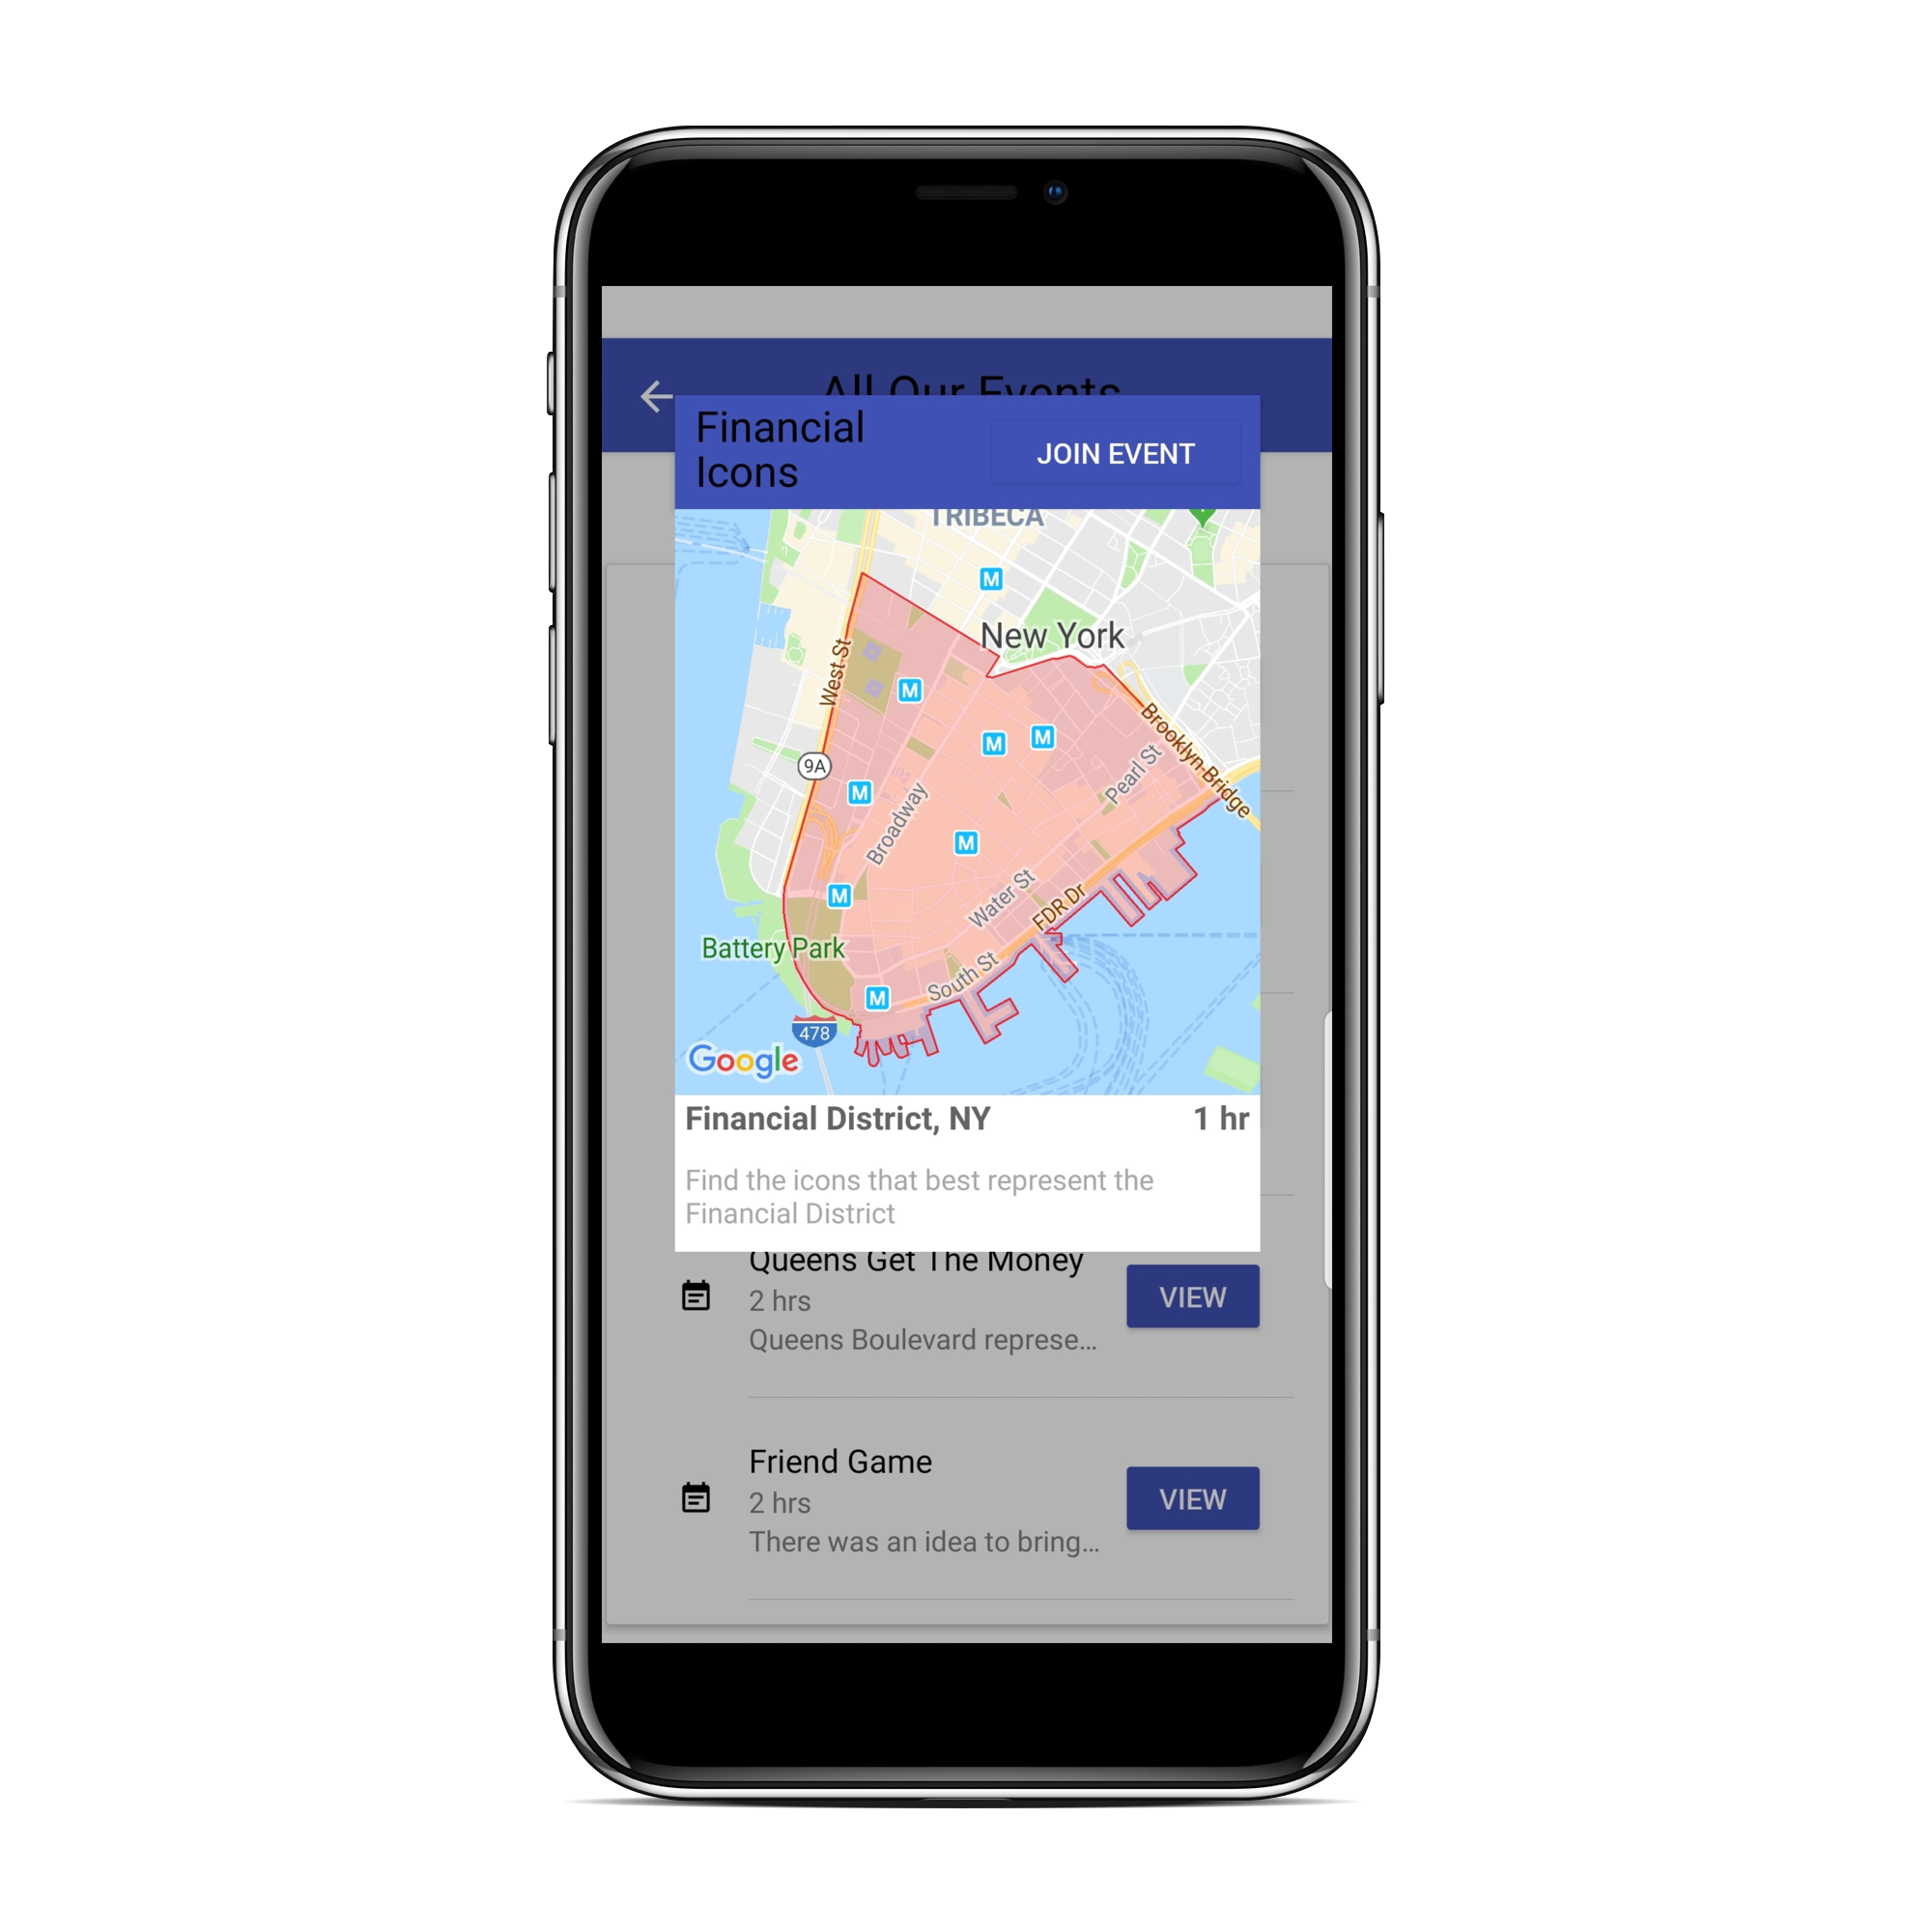 All Our Events
Financial
Icons
JOIN EVENT
TRIBECA
M
New York
West St
M
M
M
Brooklyn Bridge
Pearl St
9A
M
Broadway
M
M
Water St
FDR Dr
Battery Park
South St
M
478
Google
Financial District, NY
1 hr
Find the icons that best represent the
Financial District
Queens Get The Money
2 hrs
Queens Boulevard represe...
VIEW
Friend Game
2 hrs
There was an idea to bring...
VIEW